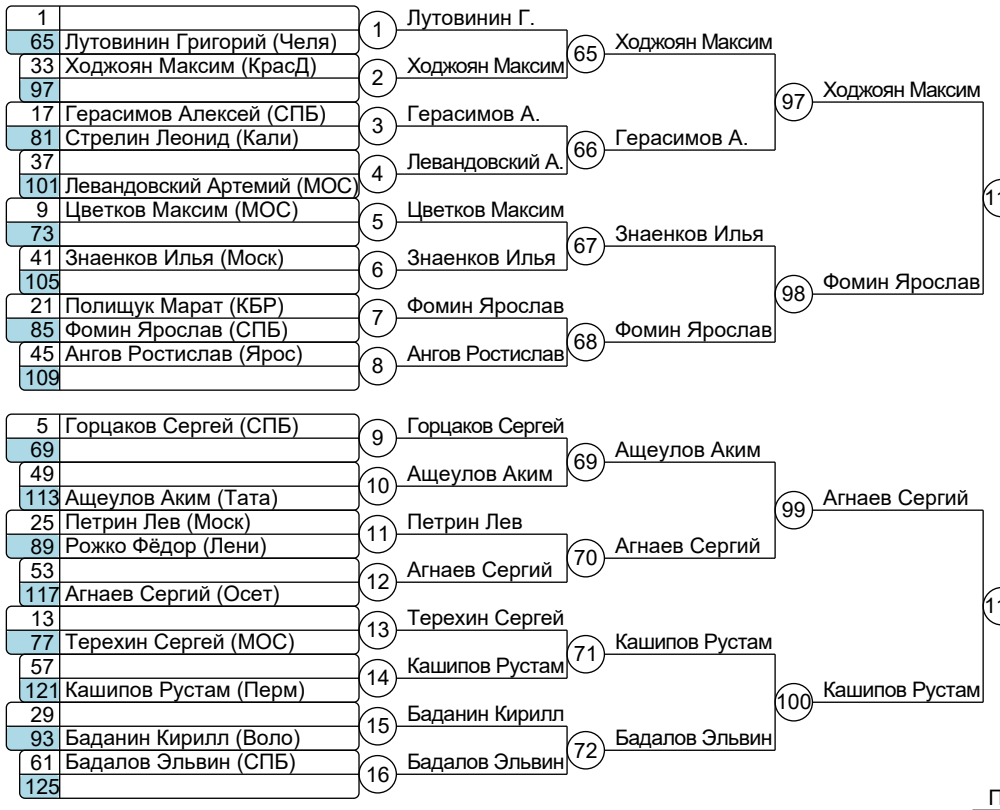 1
65 Лутовинин Григорий (Челя)
33 Ходжоян Максим (КрасД)
97
17 Герасимов Алексей (СПБ)
81 Стрелин Леонид (Кали)
37
101 Левандовский Артемий (МОС)
9 Цветков Максим (МОС)
73
41 Знаенков Илья (Моск)
105
21 Полищук Марат (КБР)
85 Фомин Ярослав (СПБ)
45 Ангов Ростислав (Ярос)
109
1 Лутовинин Г.
2 Ходжоян Максим
3 Герасимов А.
4 Левандовский А.
5 Цветков Максим
6 Знаенков Илья
7 Фомин Ярослав
8 Ангов Ростислав
65 Ходжоян Максим
66 Герасимов А.
67 Знаенков Илья
68 Фомин Ярослав
97 Ходжоян Максим
98 Фомин Ярослав
5 Горцаков Сергей (СПБ)
69
49
113 Ащеулов Аким (Тата)
25 Петрин Лев (Моск)
89 Рожко Фёдор (Лени)
53
117 Агнаев Сергий (Осет)
13
77 Терехин Сергей (МОС)
57
121 Кашипов Рустам (Перм)
29
93 Баданин Кирилл (Воло)
61 Бадалов Эльвин (СПБ)
125
9 Горцаков Сергей
10 Ащеулов Аким
11 Петрин Лев
12 Агнаев Сергий
13 Терехин Сергей
14 Кашипов Рустам
15 Баданин Кирилл
16 Бадалов Эльвин
69 Ащеулов Аким
70 Агнаев Сергий
71 Кашипов Рустам
72 Бадалов Эльвин
99 Агнаев Сергий
100 Кашипов Рустам